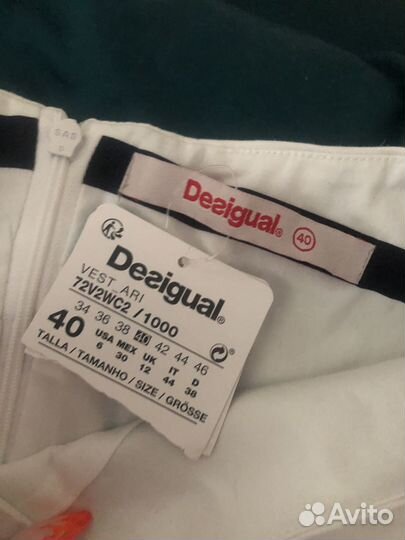 SAB
Desigual® 40
Desigual®
VEST_ARI
72V2WC2 / 1000
34 36 38 40 42 44 46
40
USA MEX UK IT D
6 30 12 44 38
TALLA / TAMANHO / SIZE / GRÖSSE
Avito